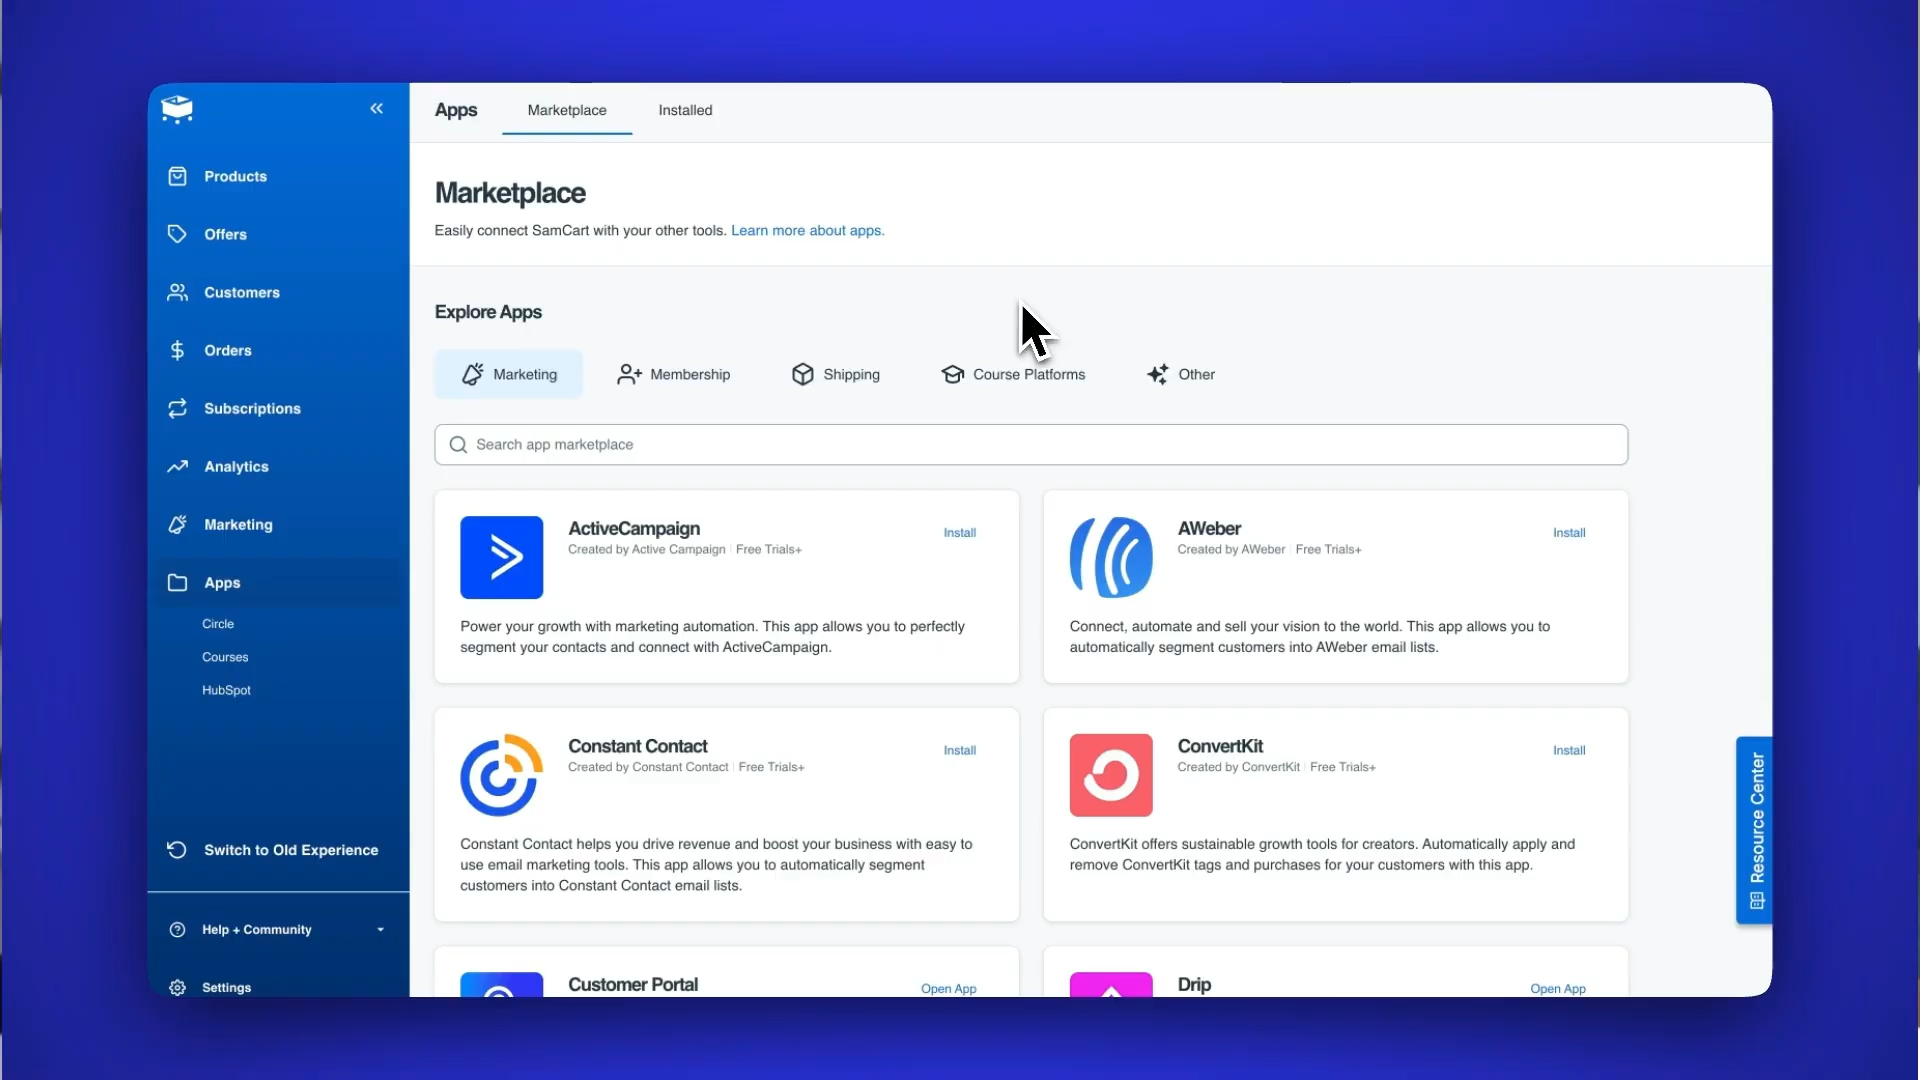 Products
Offers
Customers
Orders
Subscriptions
Analytics
Marketing
Apps
Circle
Courses
HubSpot
Switch to Old Experience
Help + Community
Settings
Apps
Marketplace
Installed
Marketplace
Easily connect SamCart with your other tools. Learn more about apps.
Explore Apps
Marketing
Membership
Shipping
Course Platforms
Other
Search app marketplace
ActiveCampaign
Install
Created by Active Campaign | Free Trials+
Power your growth with marketing automation. This app allows you to perfectly
segment your contacts and connect with ActiveCampaign.
AWeber
Install
Created by AWeber | Free Trials+
Connect, automate and sell your vision to the world. This app allows you to
automatically segment customers into AWeber email lists.
Constant Contact
Install
Created by Constant Contact | Free Trials+
Constant Contact helps you drive revenue and boost your business with easy to
use email marketing tools. This app allows you to automatically segment
customers into Constant Contact email lists.
ConvertKit
Install
Created by ConvertKit | Free Trials+
ConvertKit offers sustainable growth tools for creators. Automatically apply and
remove ConvertKit tags and purchases for your customers with this app.
Customer Portal
Open App
Drip
Open App
Resource Center